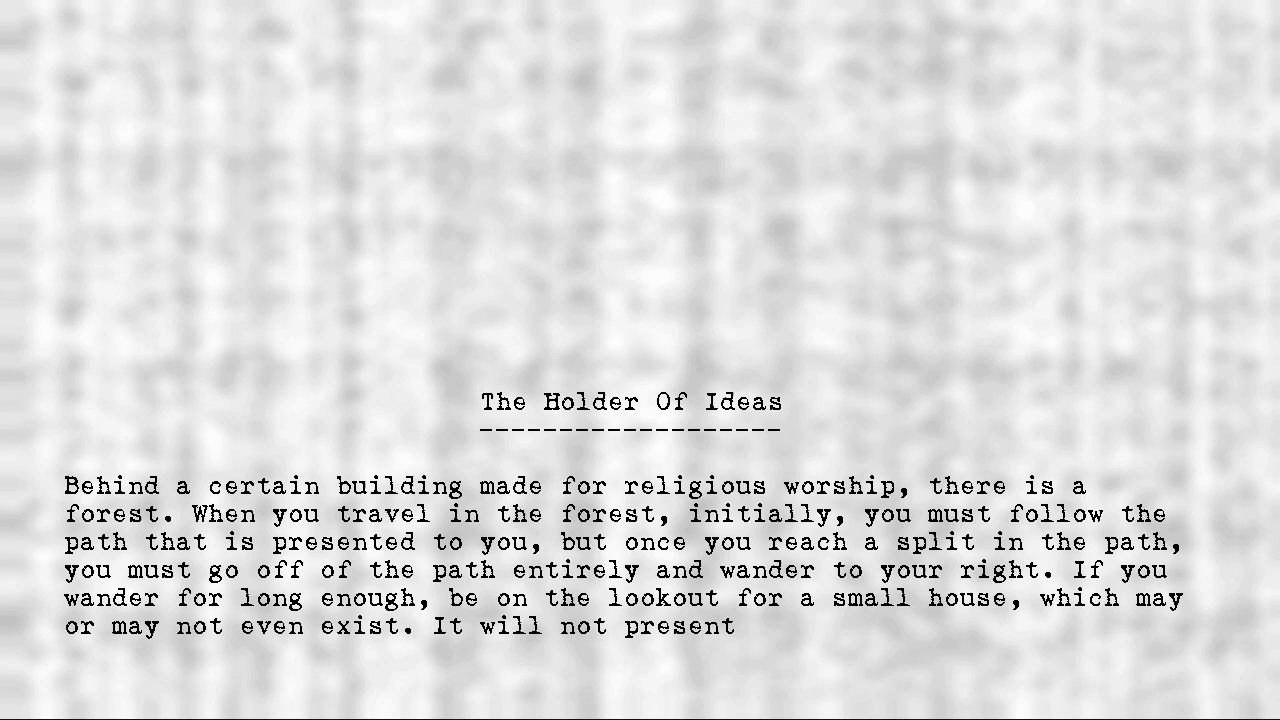 The Holder Of Ideas
-------------------
Behind a certain building made for religious worship, there is a
forest. When you travel in the forest, initially, you must follow the
path that is presented to you, but once you reach a split in the path,
you must go off of the path entirely and wander to your right. If you
wander for long enough, be on the lookout for a small house, which may
or may not even exist. It will not present